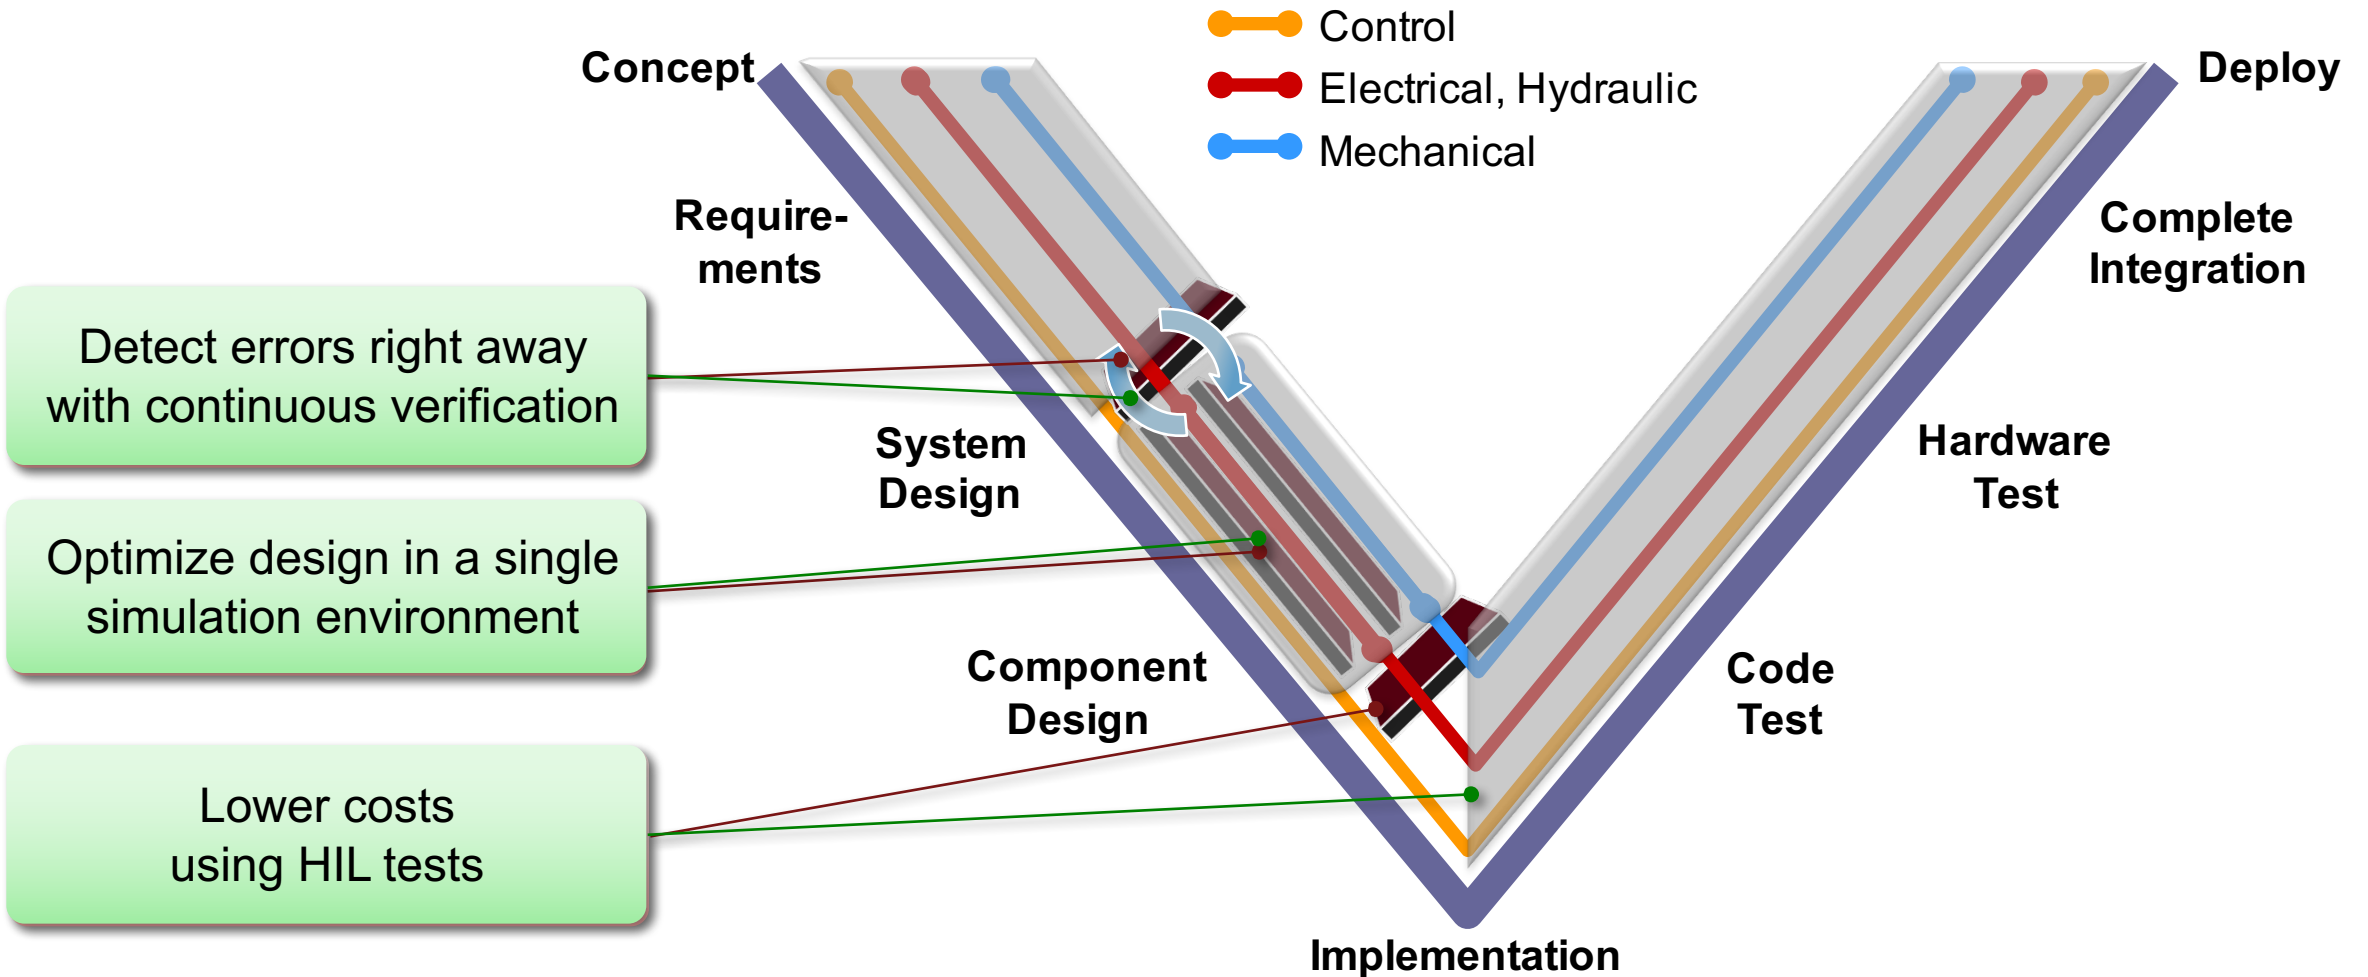 Control
Electrical, Hydraulic
Mechanical
Concept
Deploy
Require-
ments
Complete
Integration
Detect errors right away
with continuous verification
System
Design
Hardware
Test
Optimize design in a single
simulation environment
Component
Design
Code
Test
Lower costs
using HIL tests
Implementation